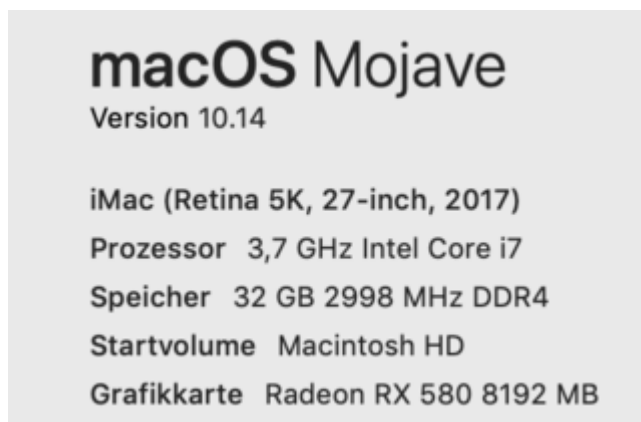 macOS Mojave
Version 10.14
iMac (Retina 5K, 27-inch, 2017)
Prozessor 3,7 GHz Intel Core i7
Speicher 32 GB 2998 MHz DDR4
Startvolume Macintosh HD
Grafikkarte Radeon RX 580 8192 MB